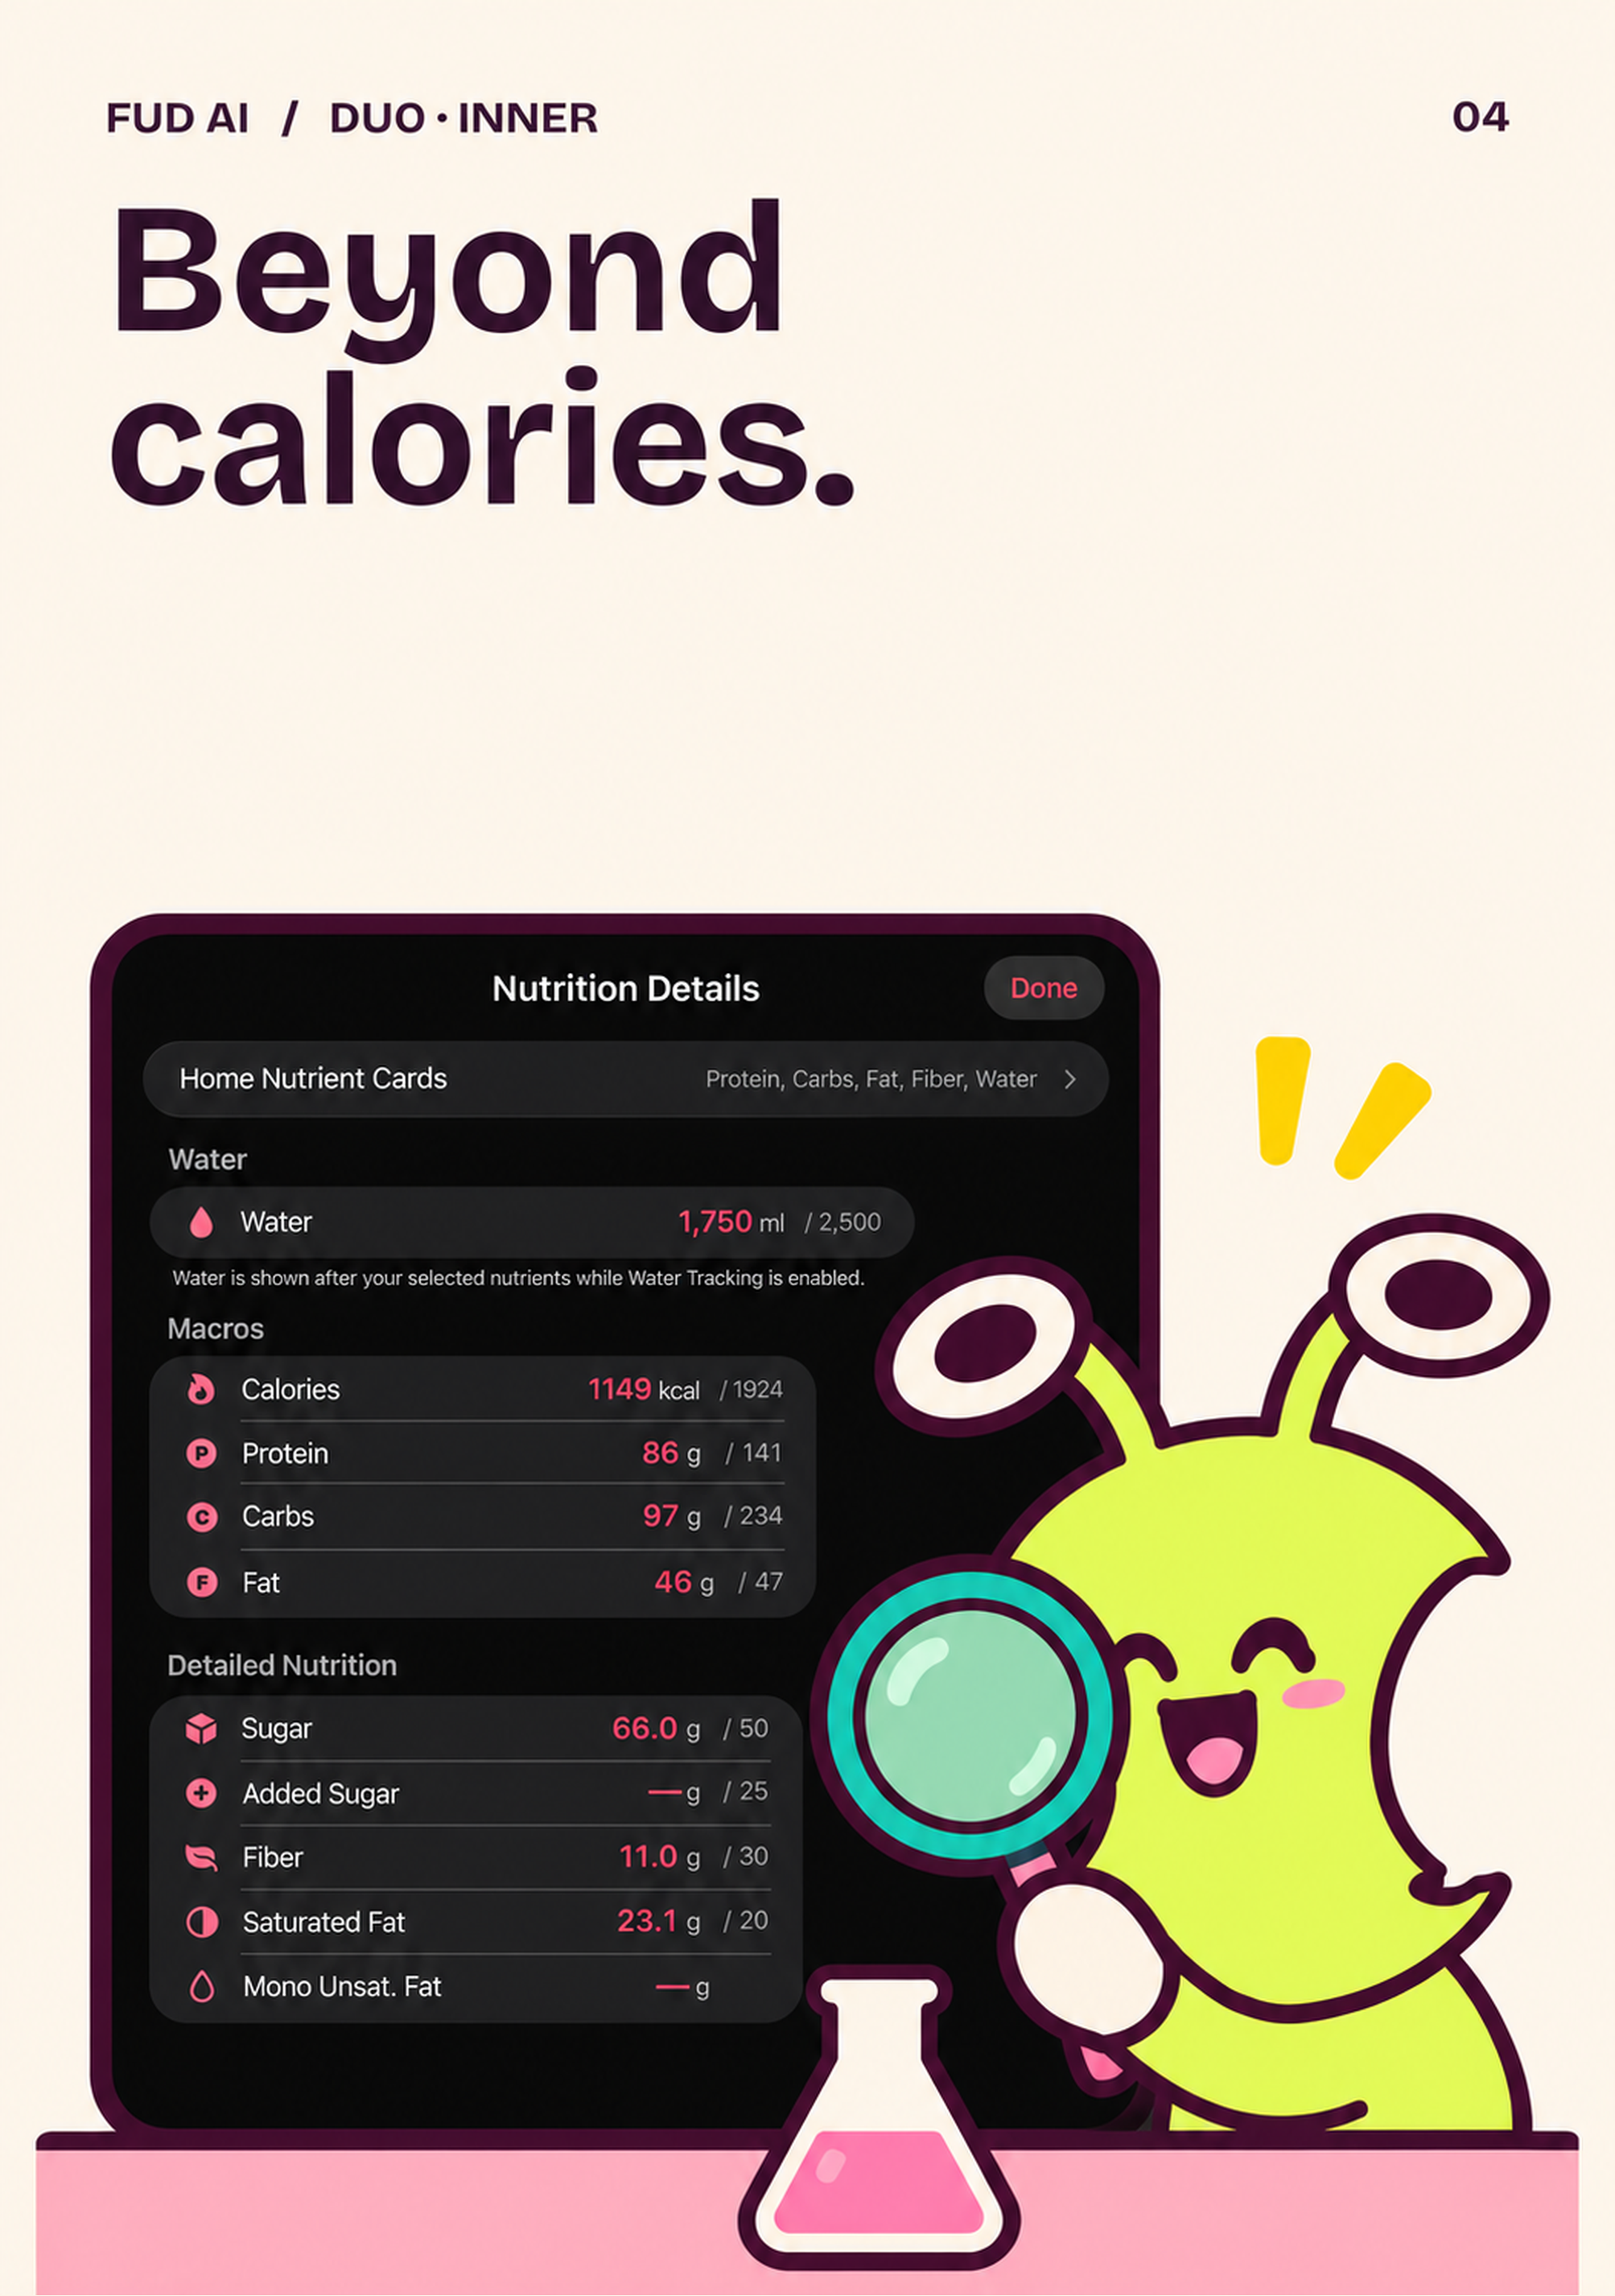 FUD AI / DUO · INNER
04
Beyond
calories.
Nutrition Details
Done
Home Nutrient Cards Protein, Carbs, Fat, Fiber, Water >
Water
Water 1,750 ml / 2,500
Water is shown after your selected nutrients while Water Tracking is enabled.
Macros
Calories 1149 kcal / 1924
P Protein 86 g / 141
C Carbs 97 g / 234
F Fat 46 g / 47
Detailed Nutrition
Sugar 66.0 g / 50
Added Sugar — g / 25
Fiber 11.0 g / 30
Saturated Fat 23.1 g / 20
Mono Unsat. Fat — g